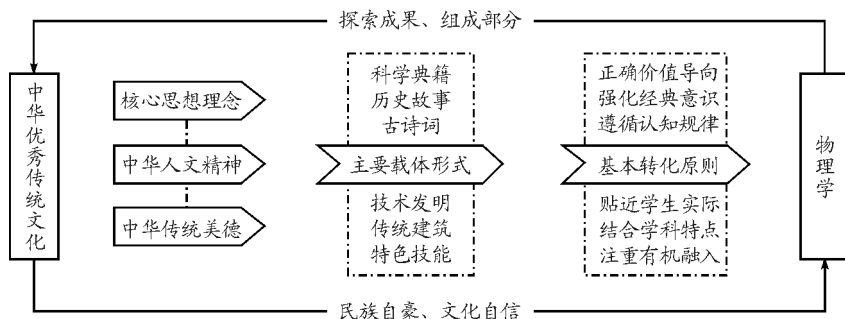 探索成果、组成部分
中华优秀传统文化
核心思想理念
中华人文精神
中华传统美德
科学典籍
历史故事
古诗词
主要载体形式
技术发明
传统建筑
特色技能
正确价值导向
强化经典意识
遵循认知规律
基本转化原则
贴近学生实际
结合学科特点
注重有机融入
物理学
民族自豪、文化自信